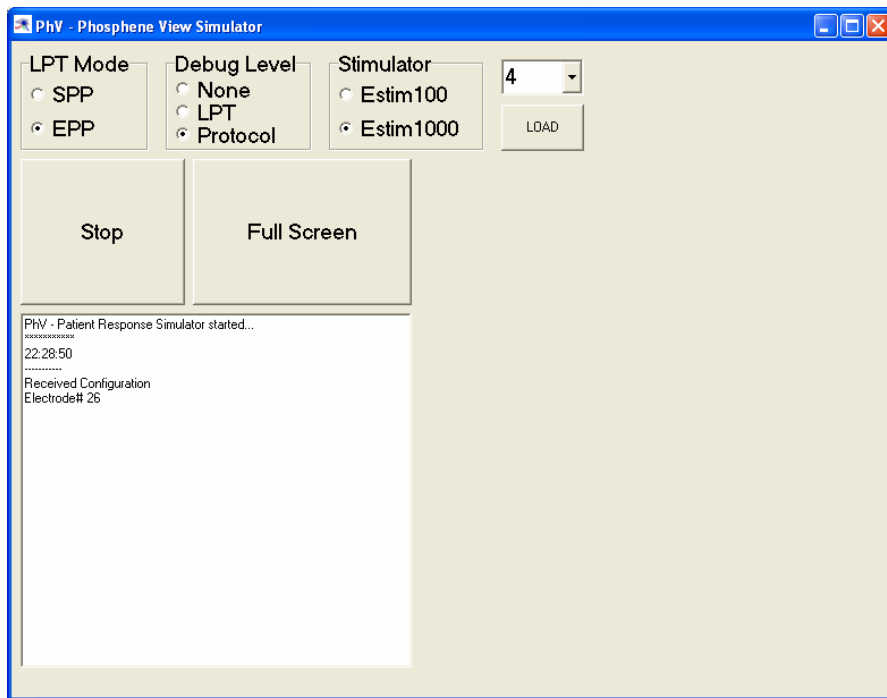 PhV - Phosphene View Simulator
LPT Mode
SPP
EPP
Debug Level
None
LPT
Protocol
Stimulator
Estim100
Estim1000
4
LOAD
Stop
Full Screen
PhV - Patient Response Simulator started...
***********
22:28:50
-----------
Received Configuration
Electrode# 26